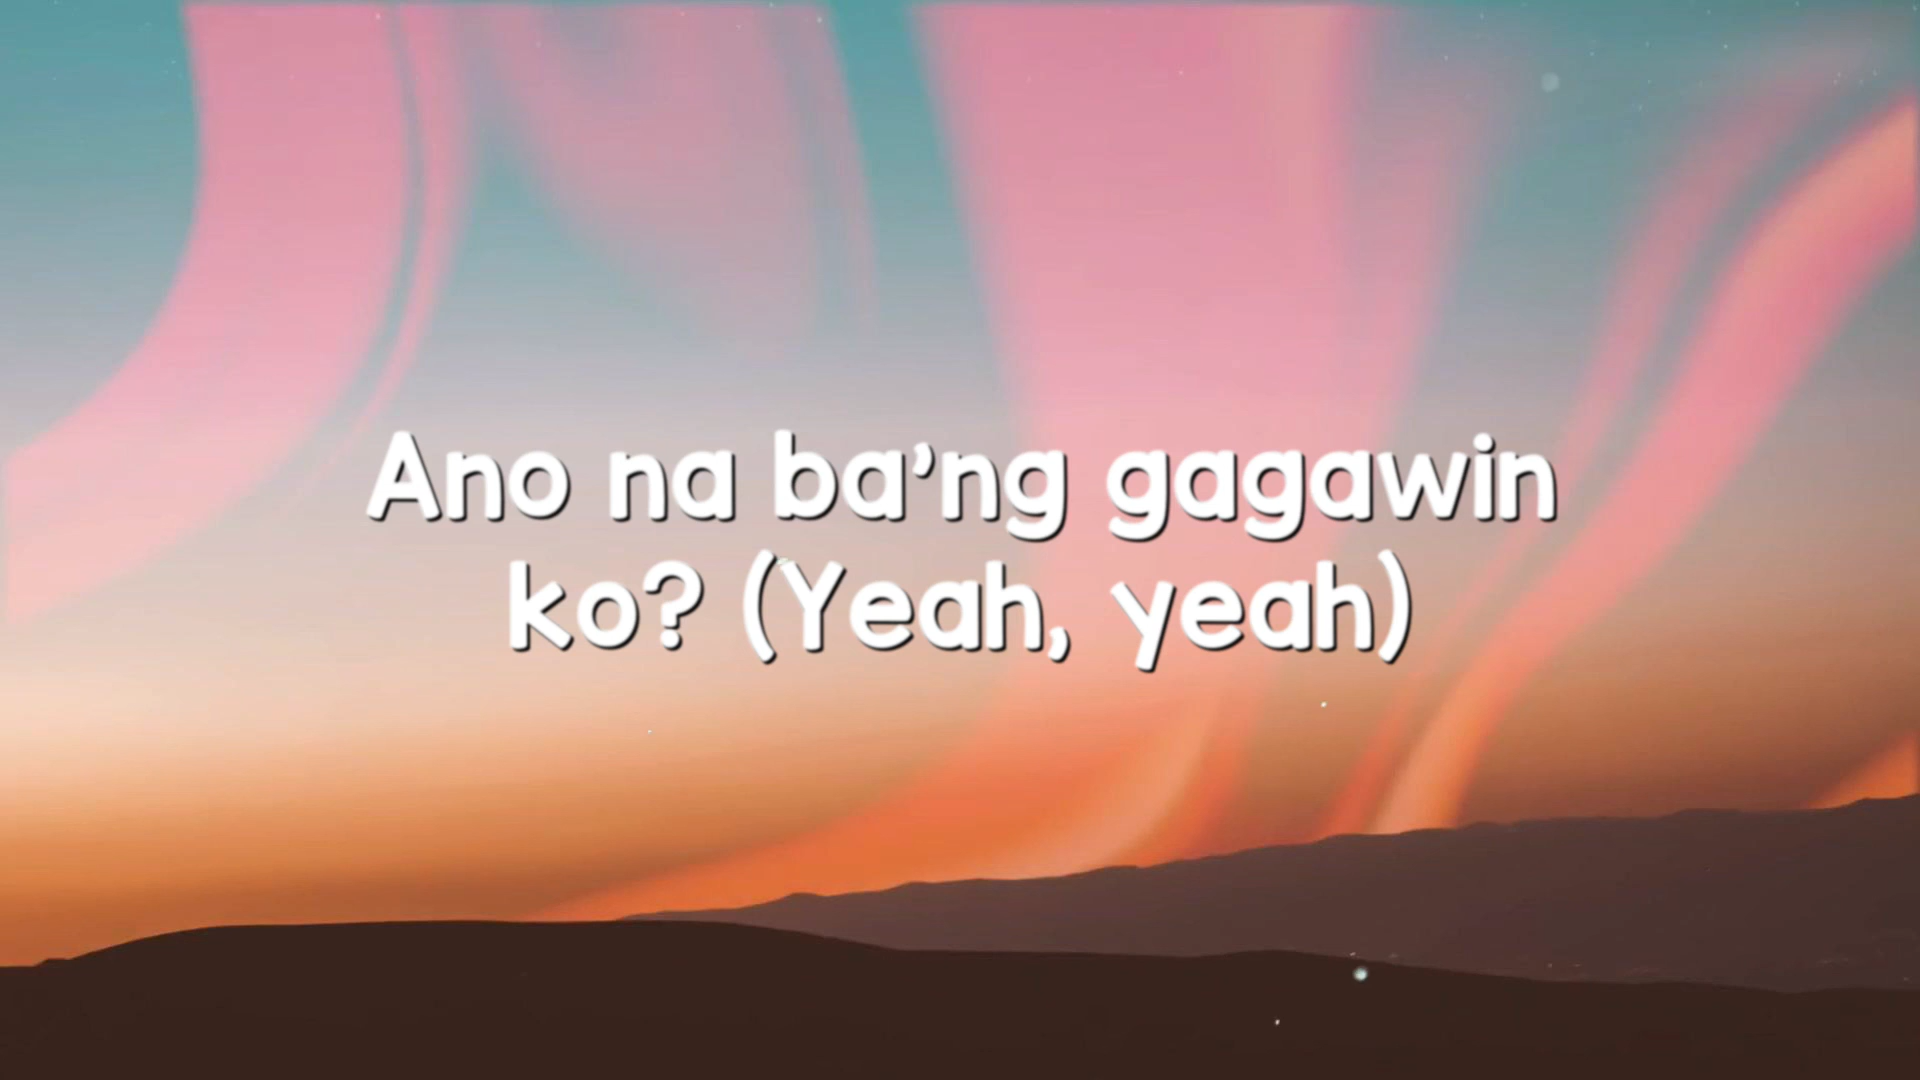 Ano na ba’ng gagawin
ko? (Yeah, yeah)